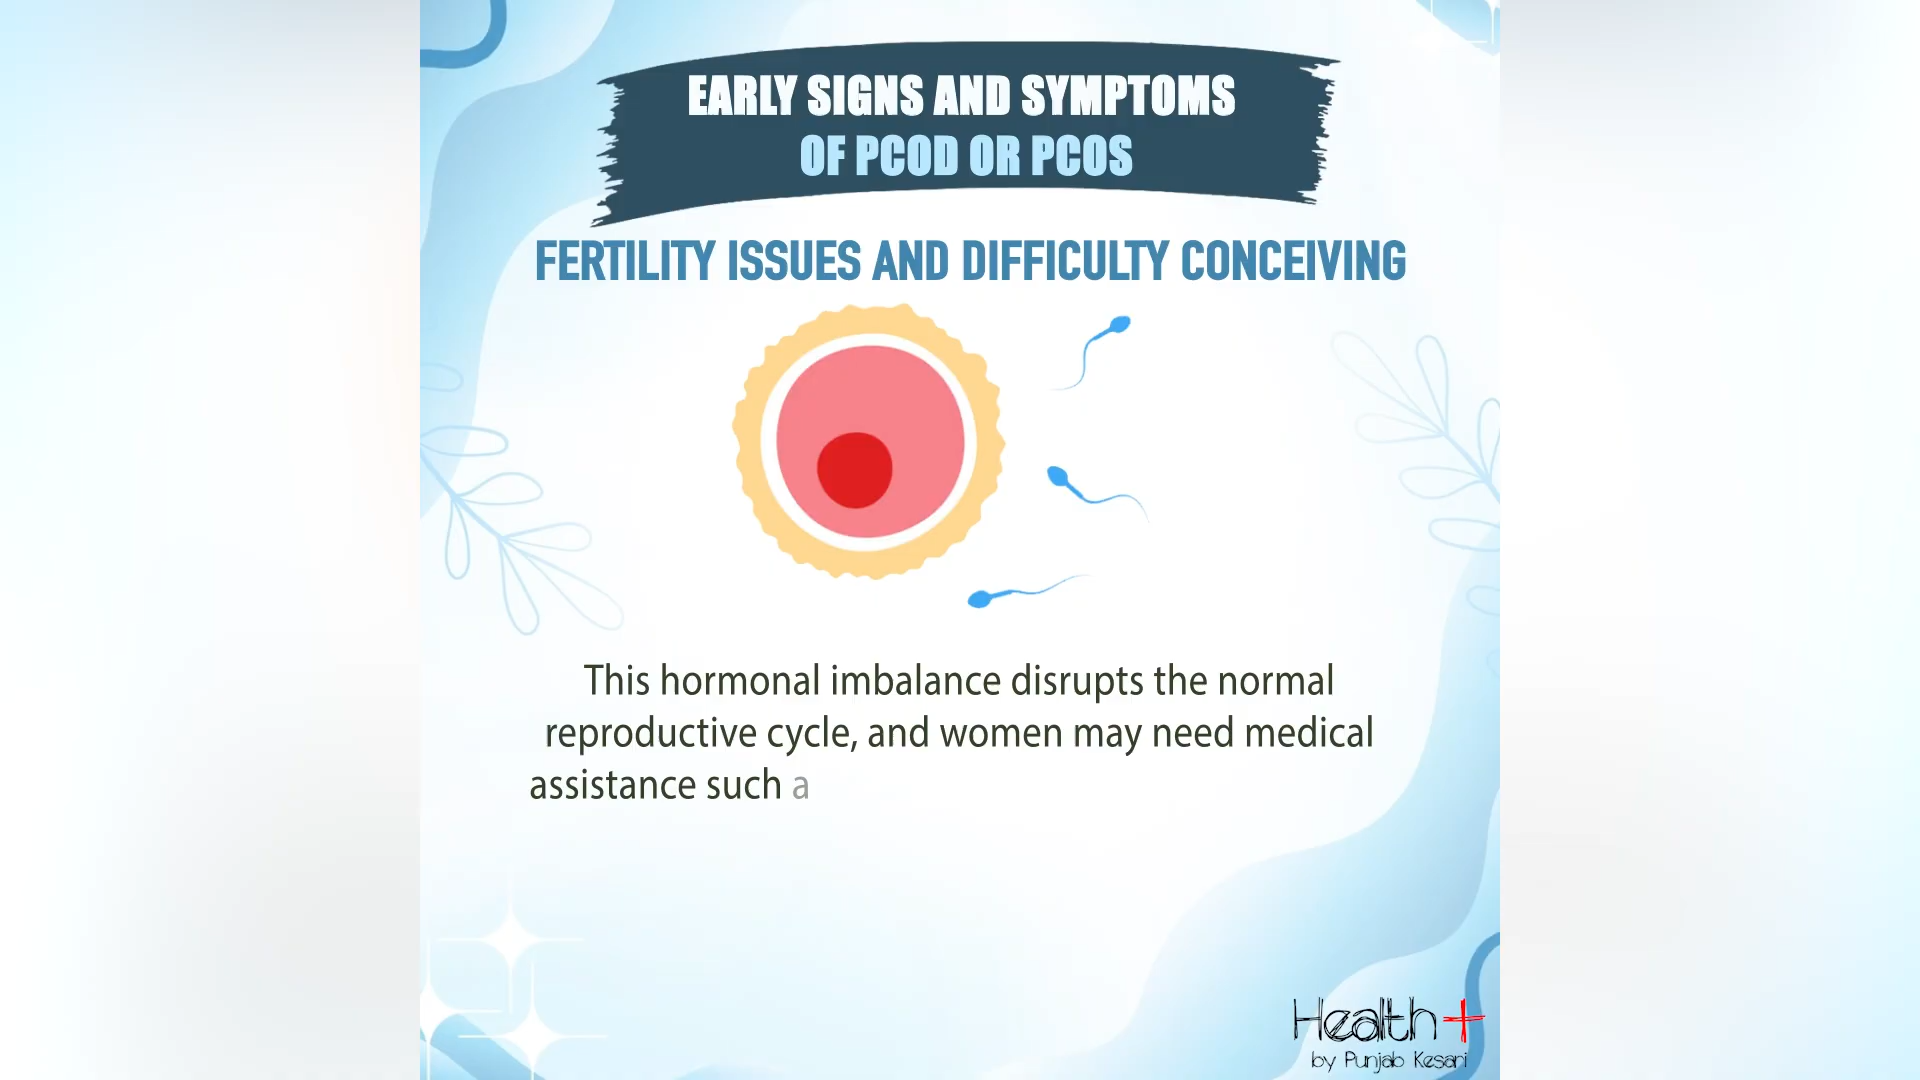 EARLY SIGNS AND SYMPTOMS
OF PCOD OR PCOS
FERTILITY ISSUES AND DIFFICULTY CONCEIVING
This hormonal imbalance disrupts the normal
reproductive cycle, and women may need medical
assistance such a
Health+
by Punjab Kesari